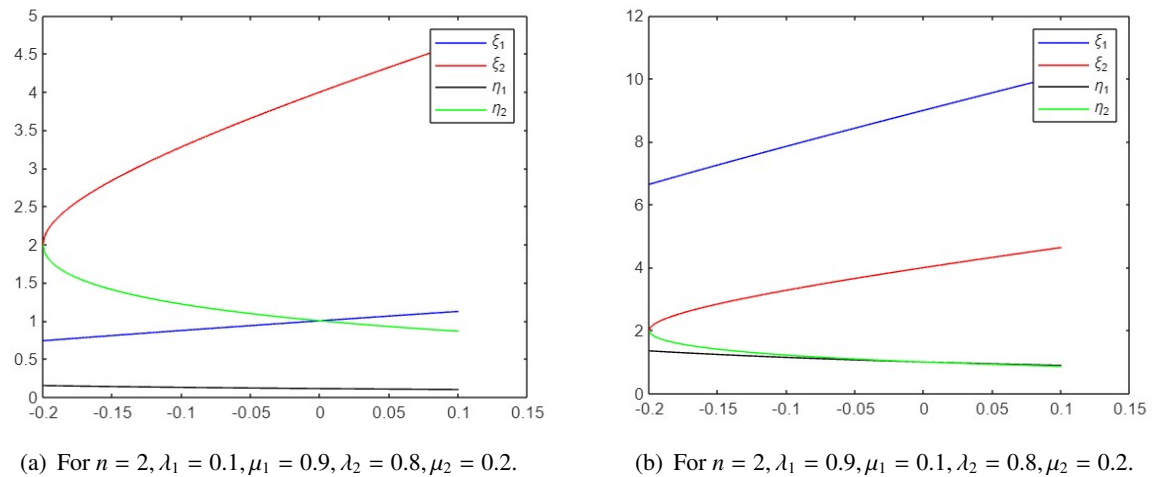 5
4.5
4
3.5
3
2.5
2
1.5
1
0.5
0
-0.2 -0.15 -0.1 -0.05 0 0.05 0.1 0.15
ξ₁
ξ₂
η₁
η₂
(a) For n = 2, λ₁ = 0.1, μ₁ = 0.9, λ₂ = 0.8, μ₂ = 0.2.
12
10
8
6
4
2
0
-0.2 -0.15 -0.1 -0.05 0 0.05 0.1 0.15
ξ₁
ξ₂
η₁
η₂
(b) For n = 2, λ₁ = 0.9, μ₁ = 0.1, λ₂ = 0.8, μ₂ = 0.2.